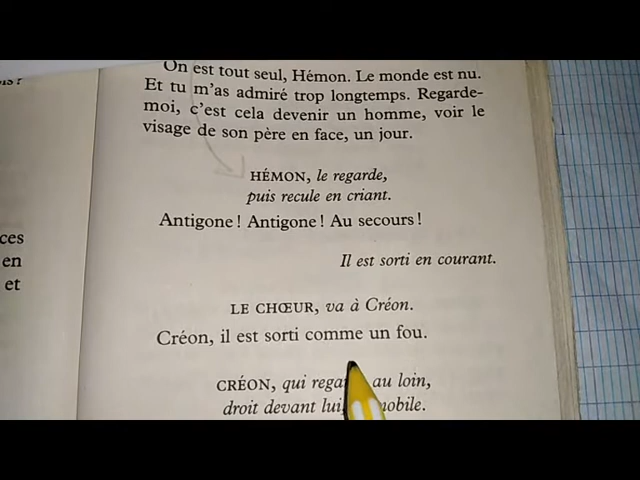 On est tout seul, Hémon. Le monde est nu.
Et tu m'as admiré trop longtemps. Regarde-
moi, c'est cela devenir un homme, voir le
visage de son père en face, un jour.
HÉMON, le regarde,
puis recule en criant.
Antigone ! Antigone ! Au secours !
Il est sorti en courant.
LE CHŒUR, va à Créon.
Créon, il est sorti comme un fou.
CRÉON, qui au loin,
droit devant lui,
ces
en
et